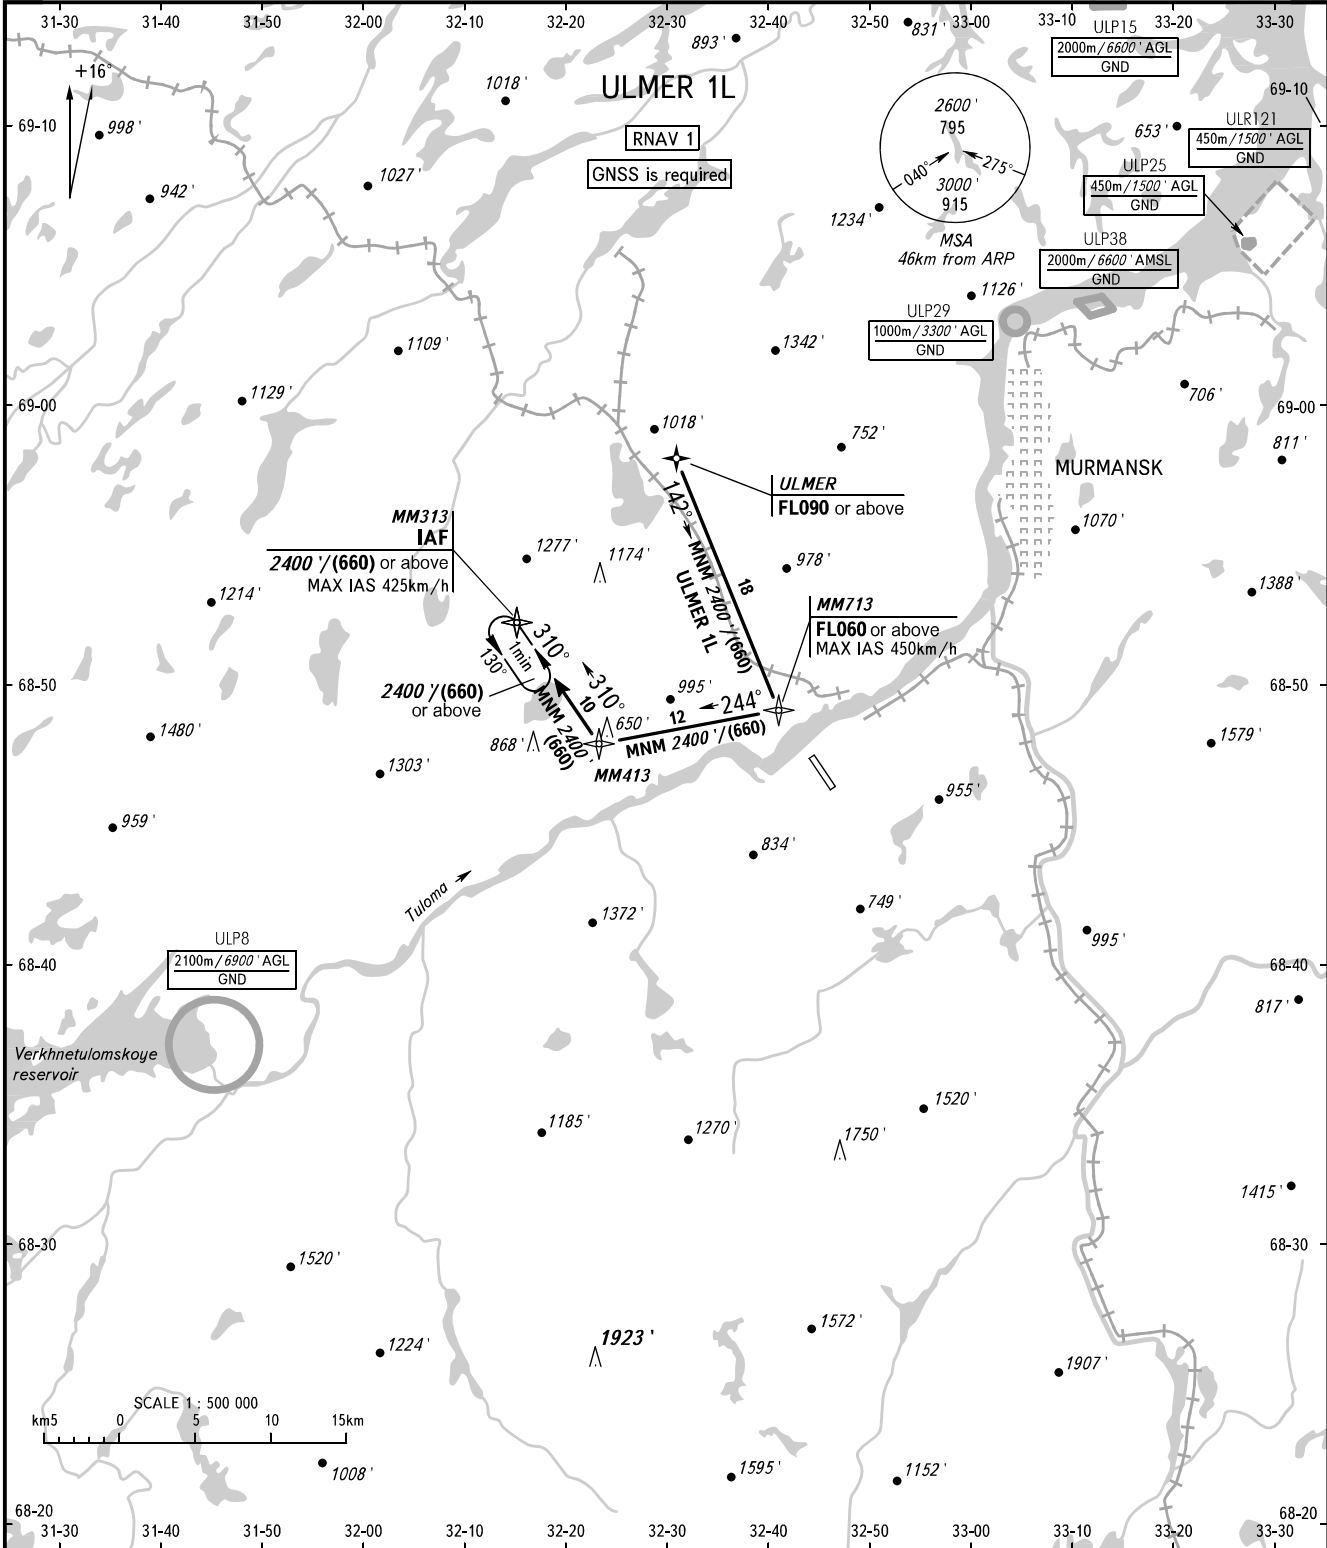 31-30 31-40 31-50 32-00 32-10 32-20 32-30 32-40 32-50 33-00 33-10 33-20 33-30
893'
831'
ULP15
2000m/6600' AGL
GND
+16°
1018'
ULMER 1L
69-10
69-10
998'
RNAV 1
GNSS is required
2600'
795
040°
275°
3000'
915
MSA
46km from ARP
653'
ULR121
450m/1500' AGL
GND
ULP25
450m/1500' AGL
GND
942'
1027'
1234'
ULP38
2000m/6600' AMSL
GND
1126'
ULP29
1000m/3300' AGL
GND
1109'
1342'
1129'
706'
69-00
69-00
1018'
752'
811'
MURMANSK
ULMER
FL090 or above
142°
MNM 2400'/(660)
ULMER 1L
18
MM313
IAF
2400'/(660) or above
MAX IAS 425km/h
1277'
1174'
978'
1070'
1214'
1388'
MM713
FL060 or above
MAX IAS 450km/h
310°
1min
130°
310°
10
MNM 2400'
(660)
2400'/(660)
or above
995'
244°
12
MNM 2400'/(660)
650'
868'
MM413
68-50
68-50
1480'
1579'
1303'
955'
959'
834'
Tuloma
749'
1372'
995'
ULP8
2100m/6900' AGL
GND
68-40
68-40
817'
Verkhnetulomskoye
reservoir
1520'
1185'
1270'
1750'
1415'
68-30
68-30
1520'
1923'
1572'
1224'
1907'
SCALE 1 : 500 000
km5 0 5 10 15km
1008'
1595'
1152'
68-20
68-20
31-30 31-40 31-50 32-00 32-10 32-20 32-30 32-40 32-50 33-00 33-10 33-20 33-30